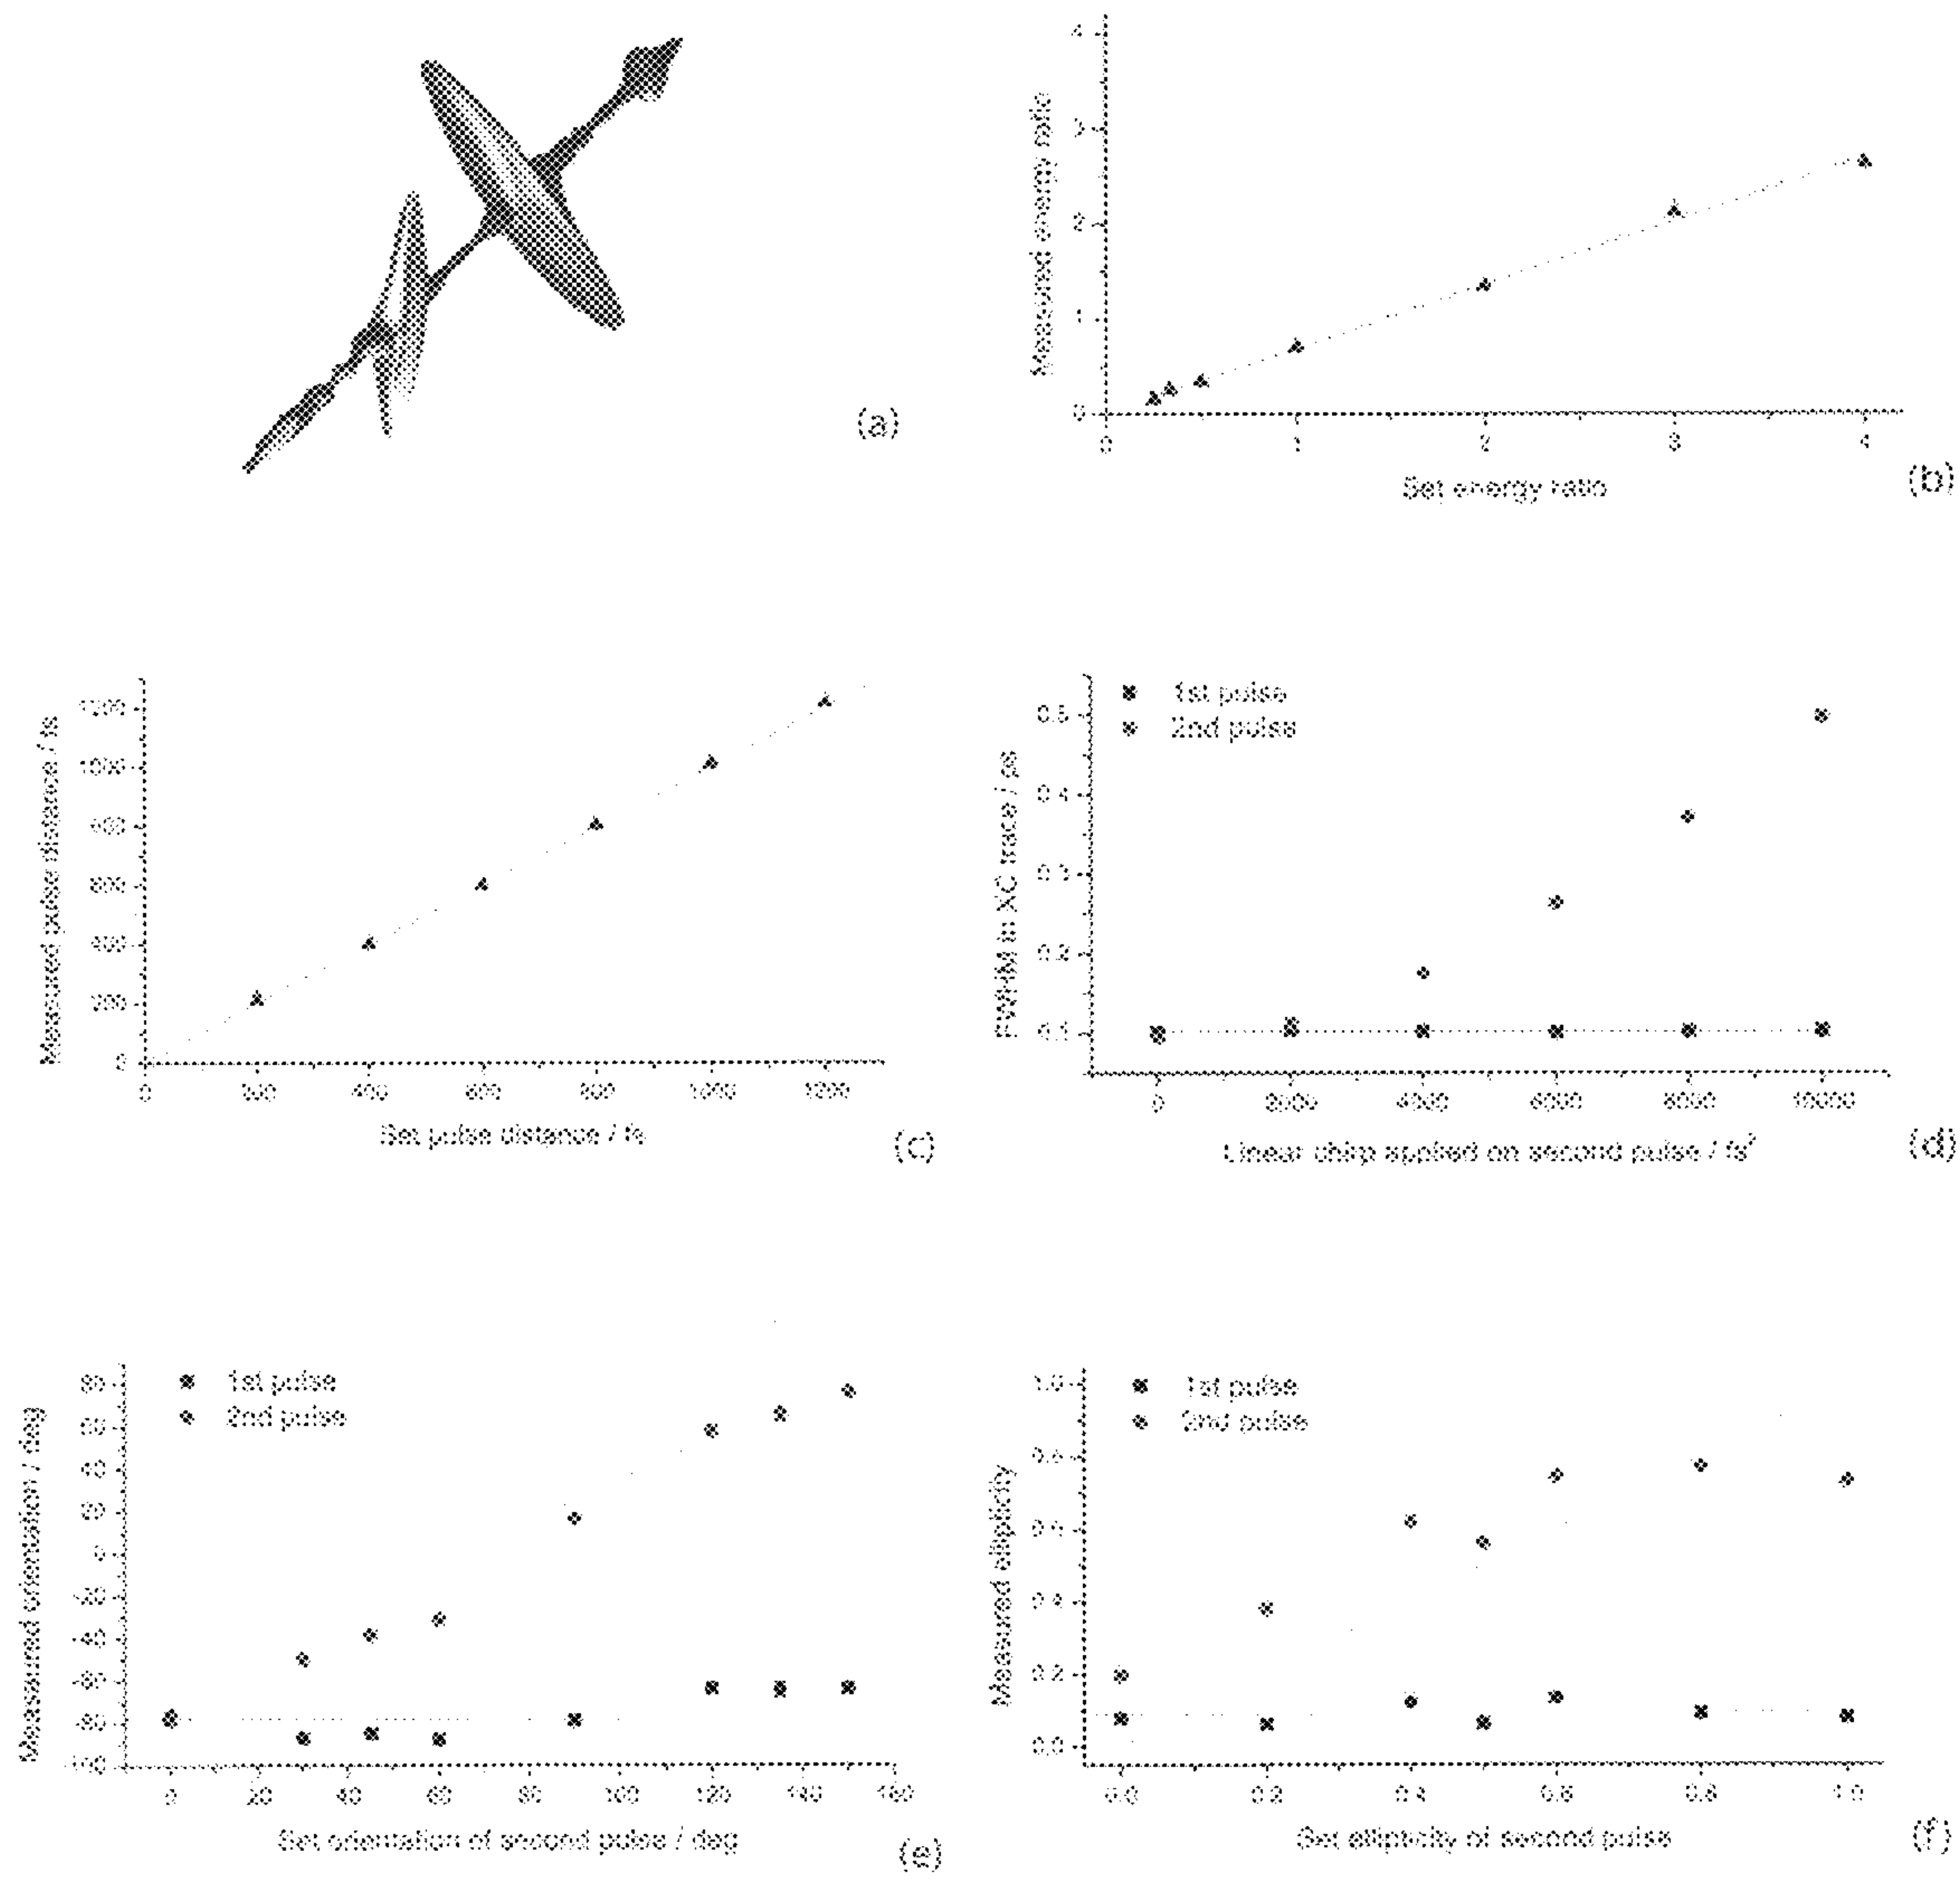 (a)
4
3
2
1
0
Measured energy ratio
0 1 2 3 4
Set energy ratio
(b)
1200
1000
800
600
400
200
0
Measured pulse distance / fs
0 200 400 600 800 1000 1200
Set pulse distance / fs
(c)
1st pulse
2nd pulse
0.5
0.4
0.3
0.2
0.1
FWHM in XC trace / ps
0 2000 4000 6000 8000 10000
Linear chirp applied on second pulse / fs²
(d)
1st pulse
2nd pulse
Measured orientation / deg
0 20 40 60 80 100 120 140 160
Set orientation of second pulse / deg
(e)
1st pulse
2nd pulse
1.0
0.8
0.6
0.4
0.2
0.0
Measured ellipticity
0.0 0.2 0.4 0.6 0.8 1.0
Set ellipticity of second pulse
(f)